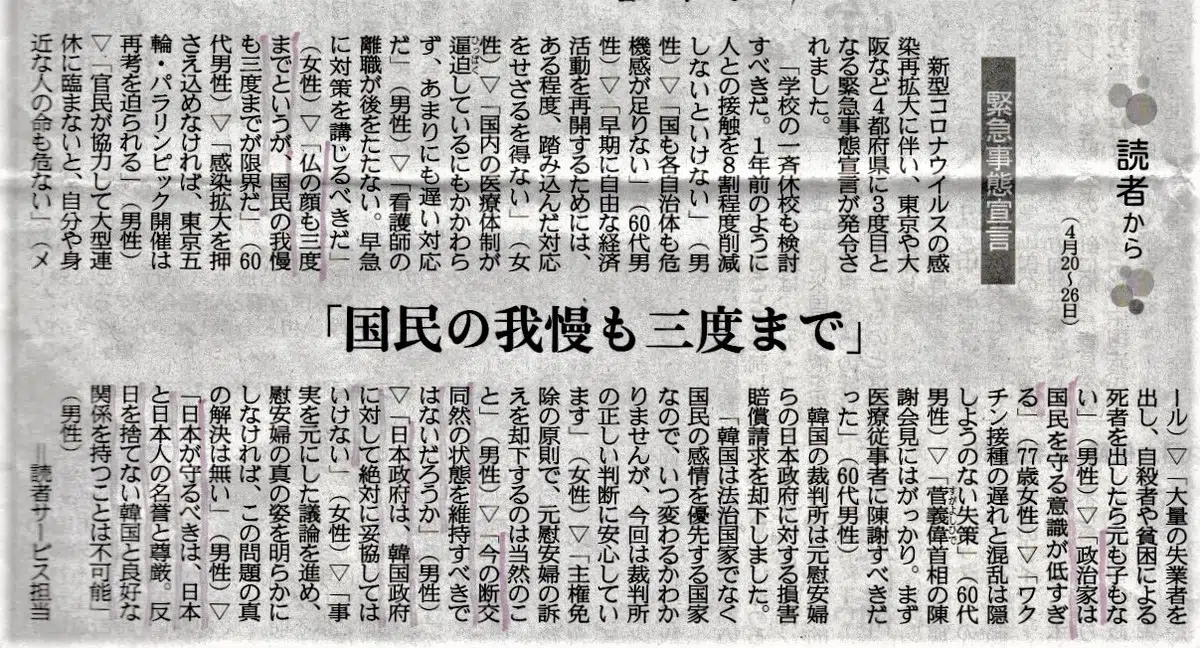 読者から
(4月20〜26日)
緊急事態宣言
「国民の我慢も三度まで」
新型コロナウイルスの感
染再拡大に伴い、東京や大
阪など4都府県に3度目と
なる緊急事態宣言が発令さ
れました。
「学校の一斉休校も検討
すべきだ。1年前のように
人との接触を8割程度削減
しないといけない」(男
性)▽「国も各自治体も危
機感が足りない」(60代男
性)▽「早期に自由な経済
活動を再開するためには、
ある程度、踏み込んだ対応
をせざるを得ない」(女
性)▽「国内の医療体制が
逼迫しているにもかかわら
ず、あまりにも遅い対応
だ」(男性)▽「看護師の
離職が後をたたない。早急
に対策を講じるべきだ」
(女性)▽「仏の顔も三度
までというが、国民の我慢
も三度までが限界だ」(60
代男性)▽「感染拡大を押
さえ込めなければ、東京五
輪・パラリンピック開催は
再考を迫られる」(男性)
▽「官民が協力して大型連
休に臨まないと、自分や身
近な人の命も危ない」(メ
ール)▽「大量の失業者を
出し、自殺者や貧困による
死者を出したら元も子もな
い」(男性)▽「政治家は
国民を守る意識が低すぎ
る」(77歳女性)▽「ワク
チン接種の遅れと混乱は隠
しようのない失策」(60代
男性)▽「菅義偉首相の陳
謝会見にはがっかり。まず
医療従事者に陳謝すべきだ
った」(60代男性)
韓国の裁判所は元慰安婦
らの日本政府に対する損害
賠償請求を却下しました。
「韓国は法治国家でなく
国民の感情を優先する国家
なので、いつ変わるかわか
りませんが、今回は裁判所
の正しい判断に安心してい
ます」(女性)▽「主権免
除の原則で、元慰安婦の訴
えを却下するのは当然のこ
と」(男性)▽「今の断交
同然の状態を維持すべきで
はないだろうか」(男性)
▽「日本政府は、韓国政府
に対して絶対に妥協しては
いけない」(女性)▽「事
実を元にした議論を進め、
慰安婦の真の姿を明らかに
しなければ、この問題の真
の解決は無い」(男性)▽
「日本が守るべきは、日本
と日本人の名誉と尊厳。反
日を捨てない韓国と良好な
関係を持つことは不可能」
(男性)
=読者サービス担当